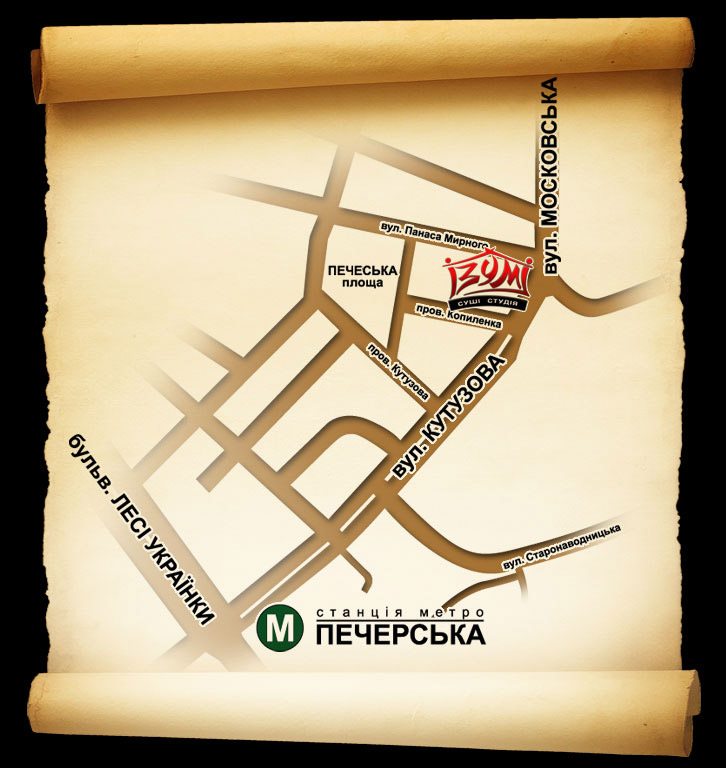 вул. МОСКОВСЬКА
вул. Панаса Мирного
ПЕЧЕСЬКА
площа
ІЗУМІ
СУШІ СТУДІЯ
пров. Копиленка
пров. Кутузова
вул. КУТУЗОВА
бульв. ЛЕСІ УКРАЇНКИ
вул. Старонаводницька
М
станція метро
ПЕЧЕРСЬКА